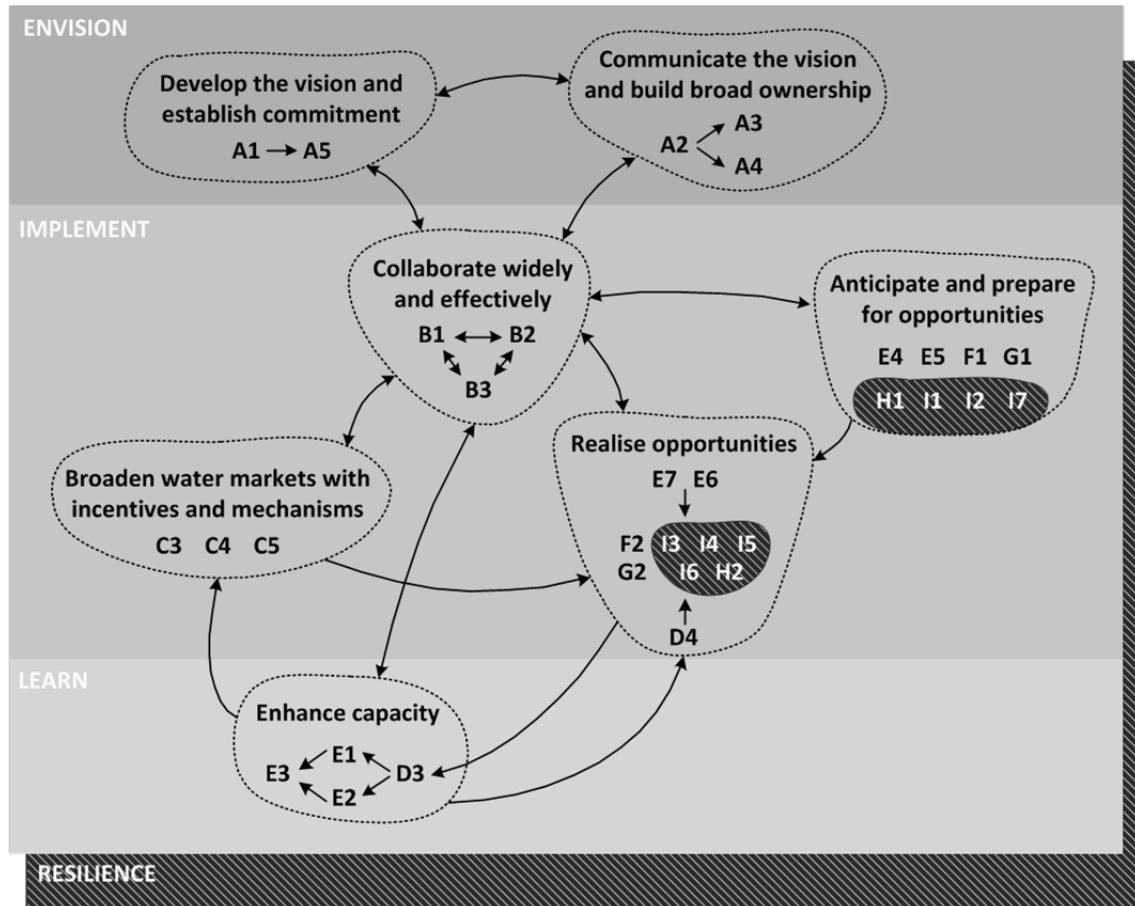 ENVISION
Develop the vision and
establish commitment
A1 A5
Communicate the vision
and build broad ownership
A2 A3
A4
IMPLEMENT
Collaborate widely
and effectively
B1 B2
B3
Anticipate and prepare
for opportunities
E4 E5 F1 G1
H1 I1 I2 I7
Broaden water markets with
incentives and mechanisms
C3 C4 C5
Realise opportunities
E7 E6
F2 I3 I4 I5
G2 I6 H2
D4
LEARN
Enhance capacity
E1
E3 D3
E2
RESILIENCE